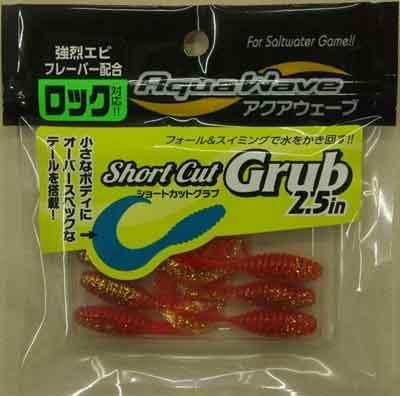 強烈エビ
フレーバー配合
ロック対応!!
For Saltwater Game!!
AquaWave
アクアウェーブ
フォール&スイミングで水をかき回す!!
Short Cut Grub
ショートカットグラブ
2.5in
小さなボディに
オーバースペックな
テールを搭載!